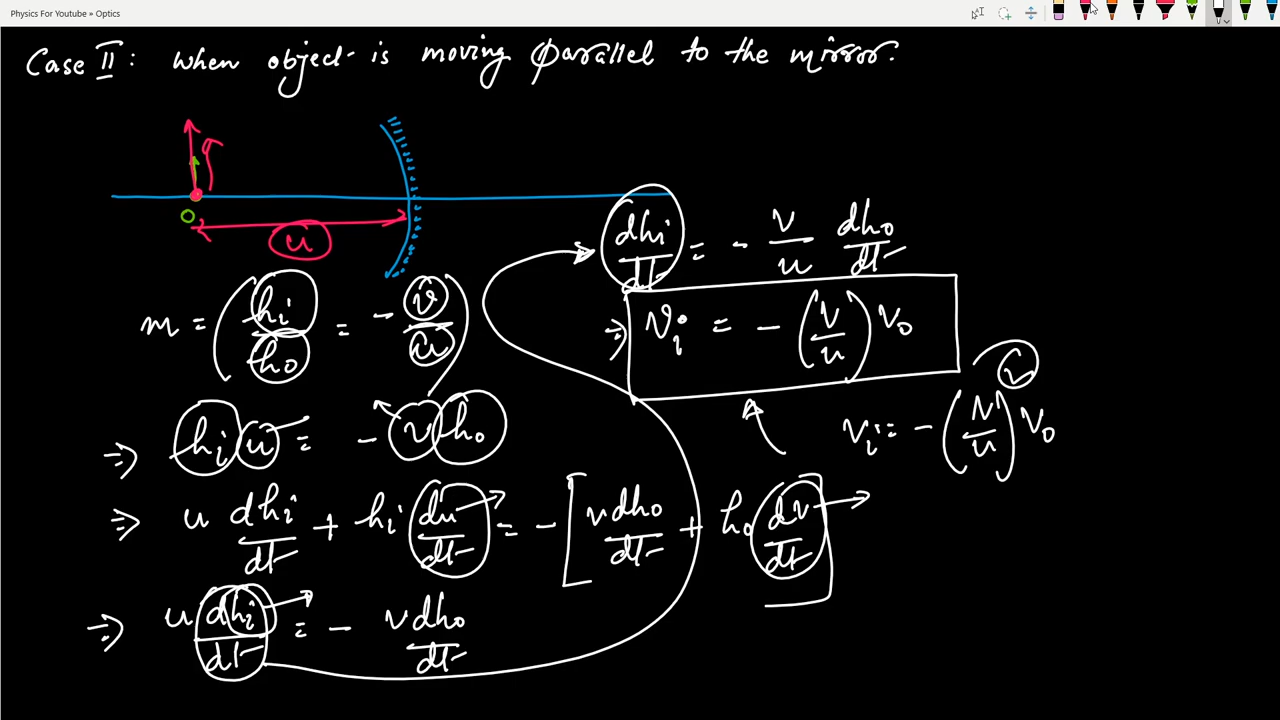 Physics For Youtube » Optics
Case II : when object is moving parallel to the mirror.
O
u
m = (hi/ho = - v/u)
⇒ hi u = - v ho
⇒ u dhi/dt + hi du/dt = - [v dho/dt + ho dv/dt]
⇒ u dhi/dt = - v dho/dt
dhi/dt = - v/u dho/dt
⇒ Vi = - (v/u) Vo
Vi = - (v/u) Vo